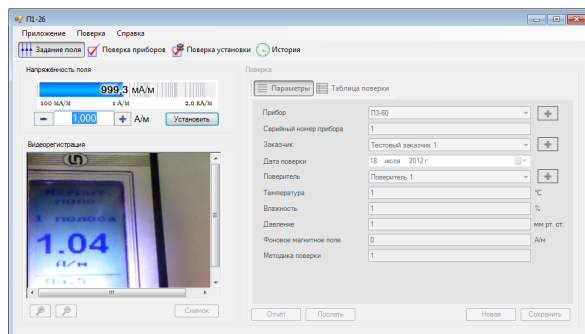 П1-26
Приложение Поверка Справка
Задание поля Поверка приборов Поверка установки История
Напряжённость поля
999,3 мА/м
100 мА/м 1 А/м 2,0 кА/м
1,000 А/м Установить
Видеорегистрация
поле
1 полоса
1.04
А/м
Снимок
Поверка
Параметры Таблица поверки
Прибор П3-60
Серийный номер прибора 1
Заказчик Тестовый заказчик 1
Дата поверки 18 июля 2012 г.
Поверитель Поверитель 1
Температура 1 °C
Влажность 1 %
Давление 1 мм рт. ст.
Фоновое магнитное поле 0 А/м
Методика поверки 1
Отчёт Послать Новая Сохранить